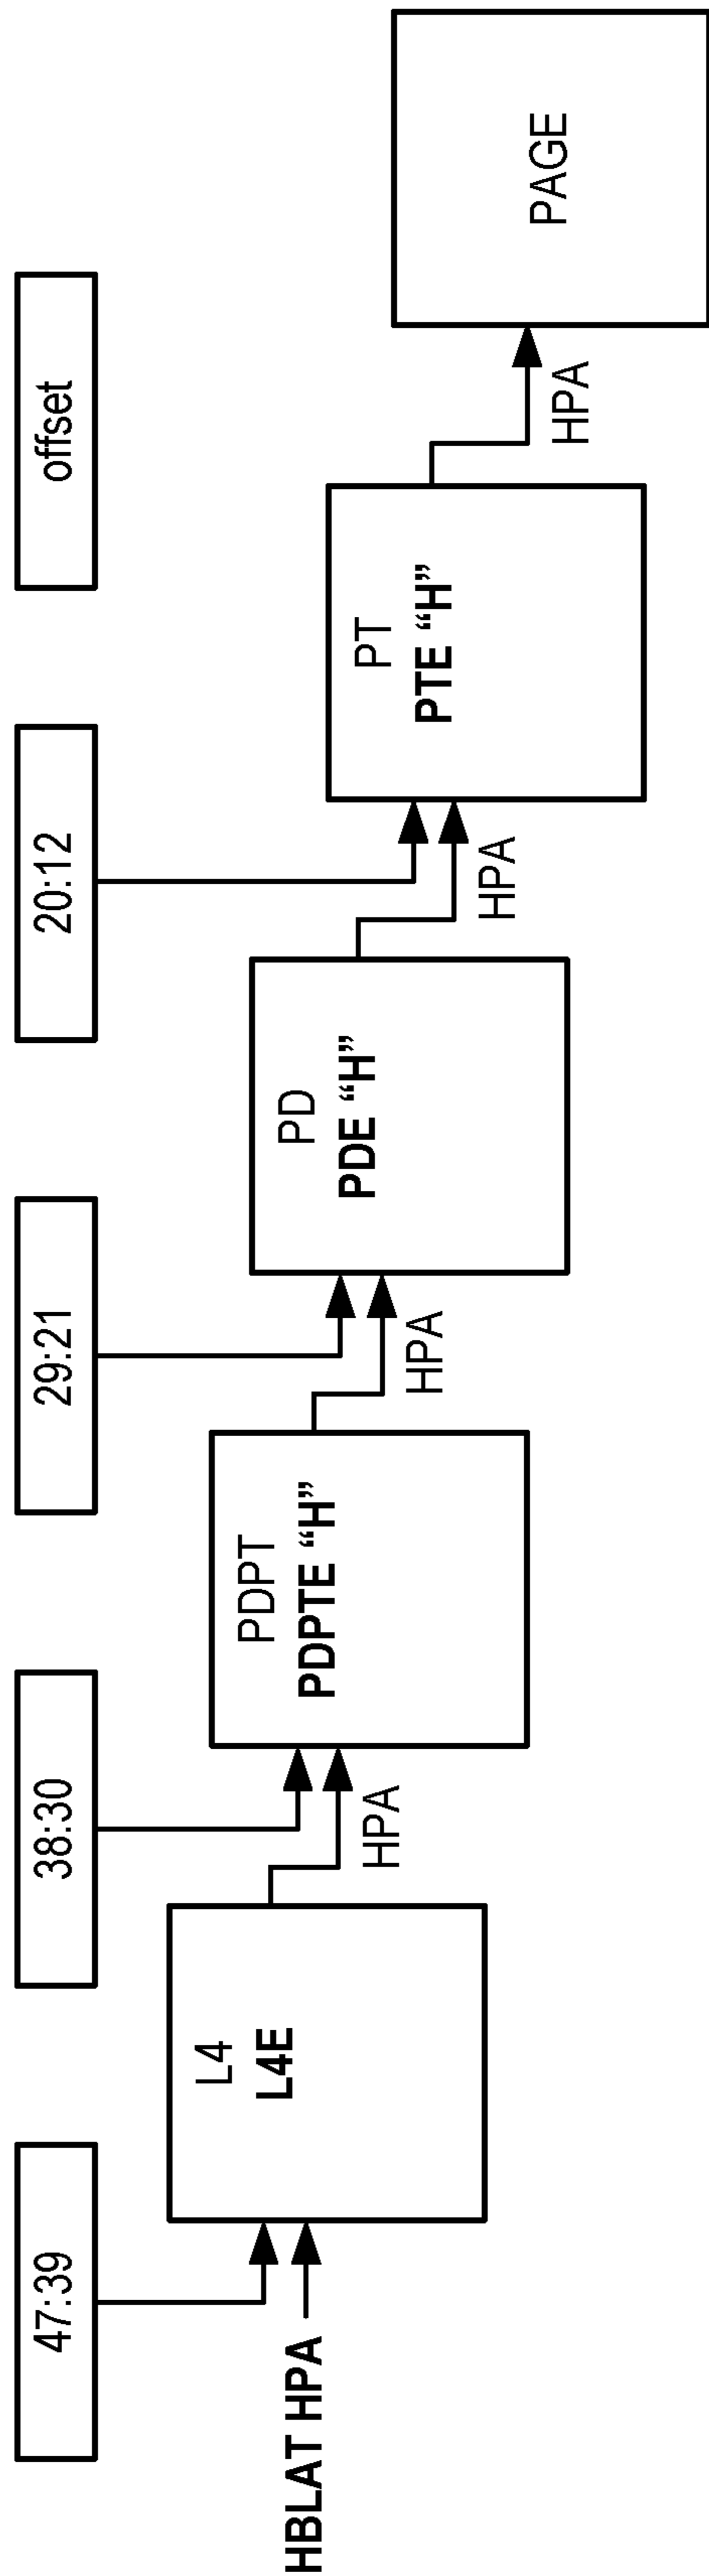 47:39
38:30
29:21
20:12
offset
HBLAT HPA
L4
L4E
HPA
PDPT
PDPTE “H”
HPA
PD
PDE “H”
HPA
PT
PTE “H”
HPA
PAGE